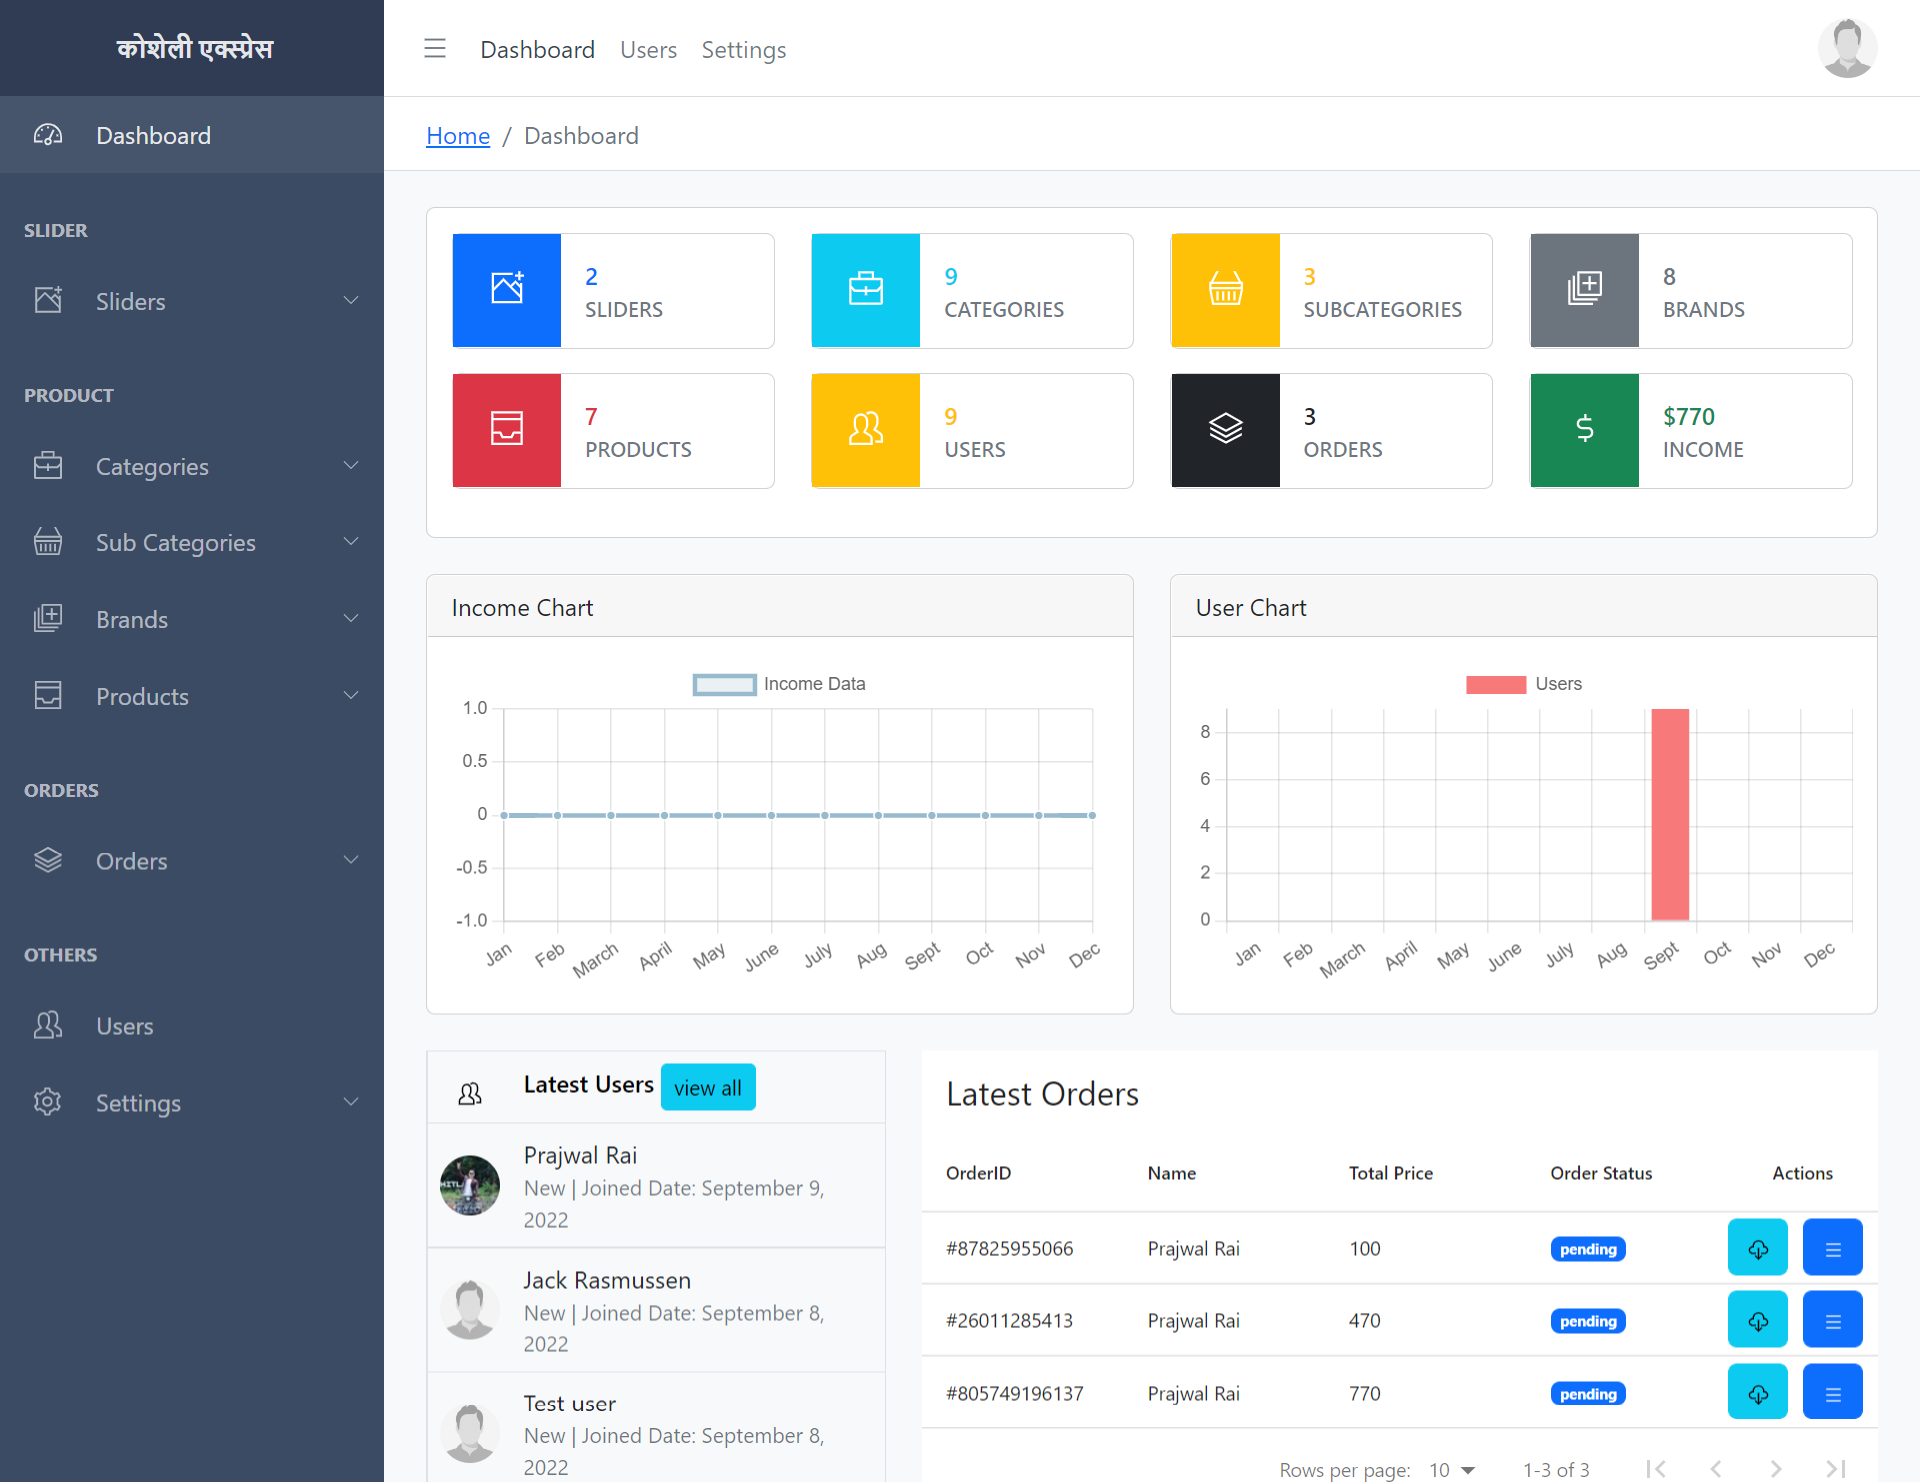 कोशेली एक्स्प्रेस
Dashboard
SLIDER
Sliders
PRODUCT
Categories
Sub Categories
Brands
Products
ORDERS
Orders
OTHERS
Users
Settings
Dashboard Users Settings
Home / Dashboard
2
SLIDERS
9
CATEGORIES
3
SUBCATEGORIES
8
BRANDS
7
PRODUCTS
9
USERS
3
ORDERS
$770
INCOME
Income Chart
Income Data
1.0
0.5
0
-0.5
-1.0
Jan Feb March April May June July Aug Sept Oct Nov Dec
User Chart
Users
8
6
4
2
0
Jan Feb March April May June July Aug Sept Oct Nov Dec
Latest Users view all
Prajwal Rai
New | Joined Date: September 9,
2022
Jack Rasmussen
New | Joined Date: September 8,
2022
Test user
New | Joined Date: September 8,
2022
Latest Orders
OrderID Name Total Price Order Status Actions
#87825955066 Prajwal Rai 100 pending
#26011285413 Prajwal Rai 470 pending
#805749196137 Prajwal Rai 770 pending
Rows per page: 10 1-3 of 3